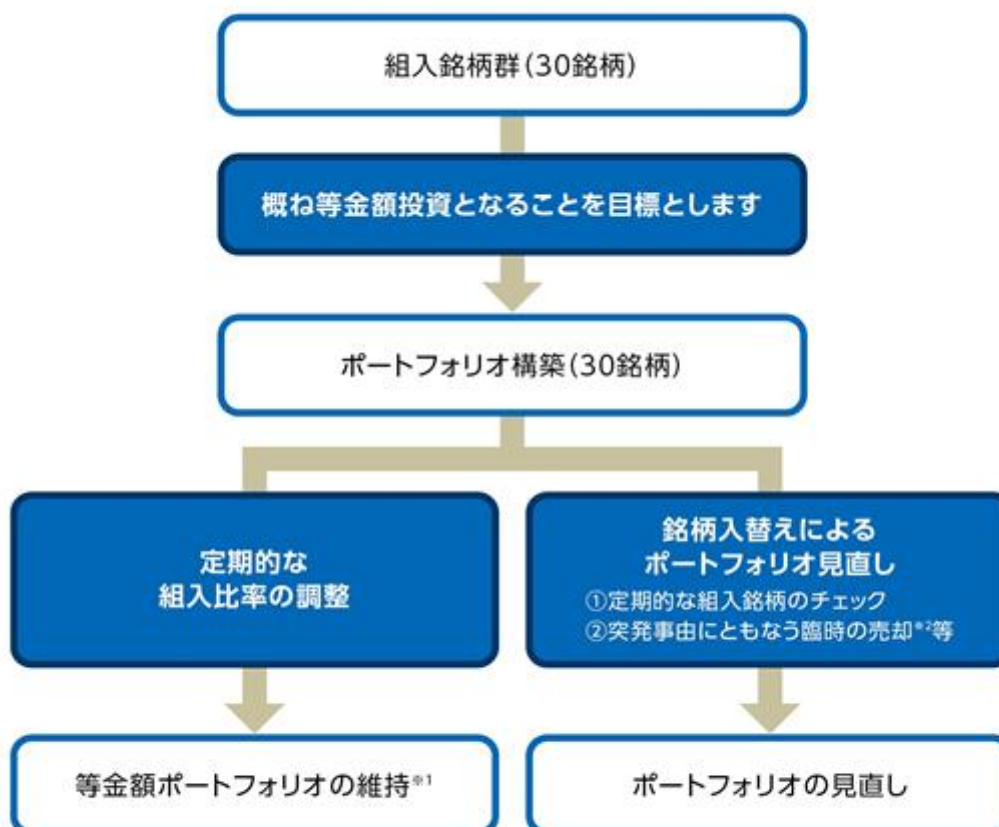 組入銘柄群(30銘柄)
概ね等金額投資となることを目標とします
ポートフォリオ構築(30銘柄)
定期的な
組入比率の調整
銘柄入替えによる
ポートフォリオ見直し
①定期的な組入銘柄のチェック
②突発事由にともなう臨時の売却※2等
等金額ポートフォリオの維持※1
ポートフォリオの見直し